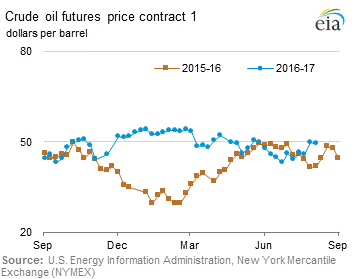 Crude oil futures price contract 1
dollars per barrel
eia
2015-16
2016-17
80
50
20
Sep
Dec
Mar
Jun
Sep
Source: U.S. Energy Information Administration, New York Mercantile
Exchange (NYMEX)